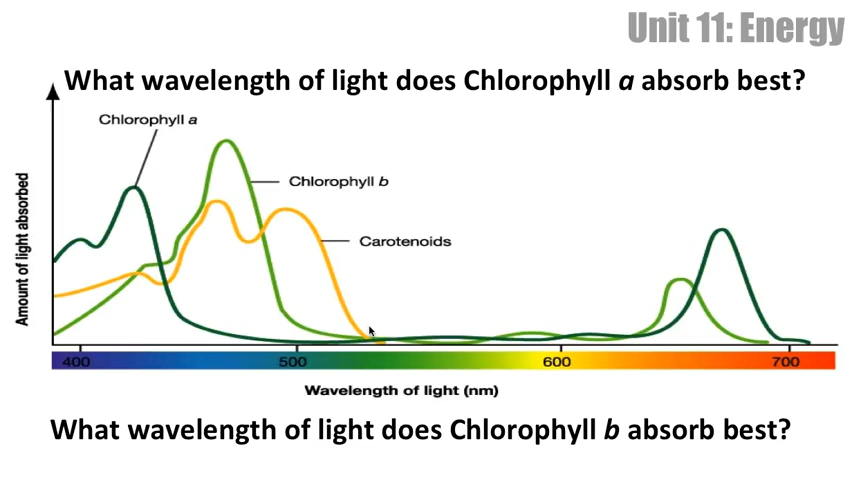 Unit 11: Energy
What wavelength of light does Chlorophyll a absorb best?
Chlorophyll a
Chlorophyll b
Carotenoids
Amount of light absorbed
400 500 600 700
Wavelength of light (nm)
What wavelength of light does Chlorophyll b absorb best?